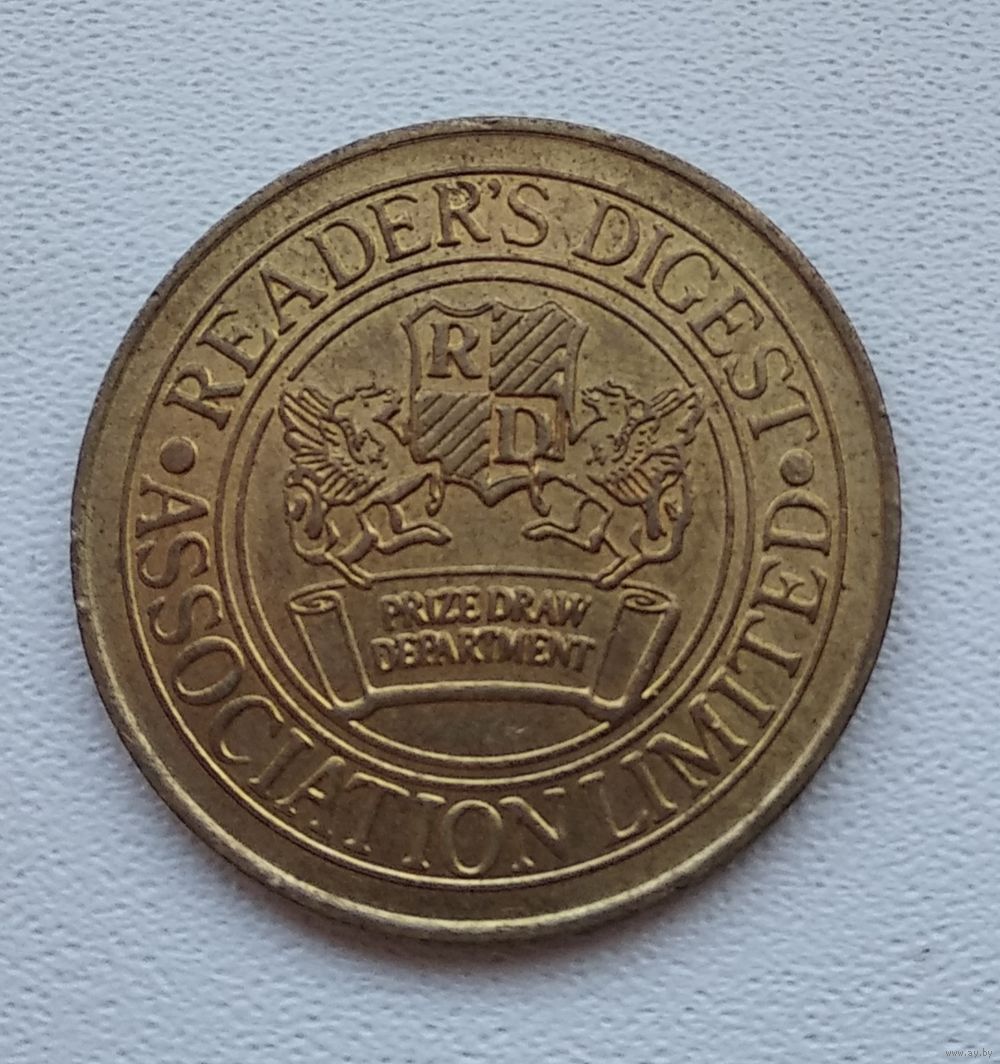 READER'S DIGEST
R
D
PRIZE DRAW
DEPARTMENT
• ASSOCIATION LIMITED •
www.ay.by